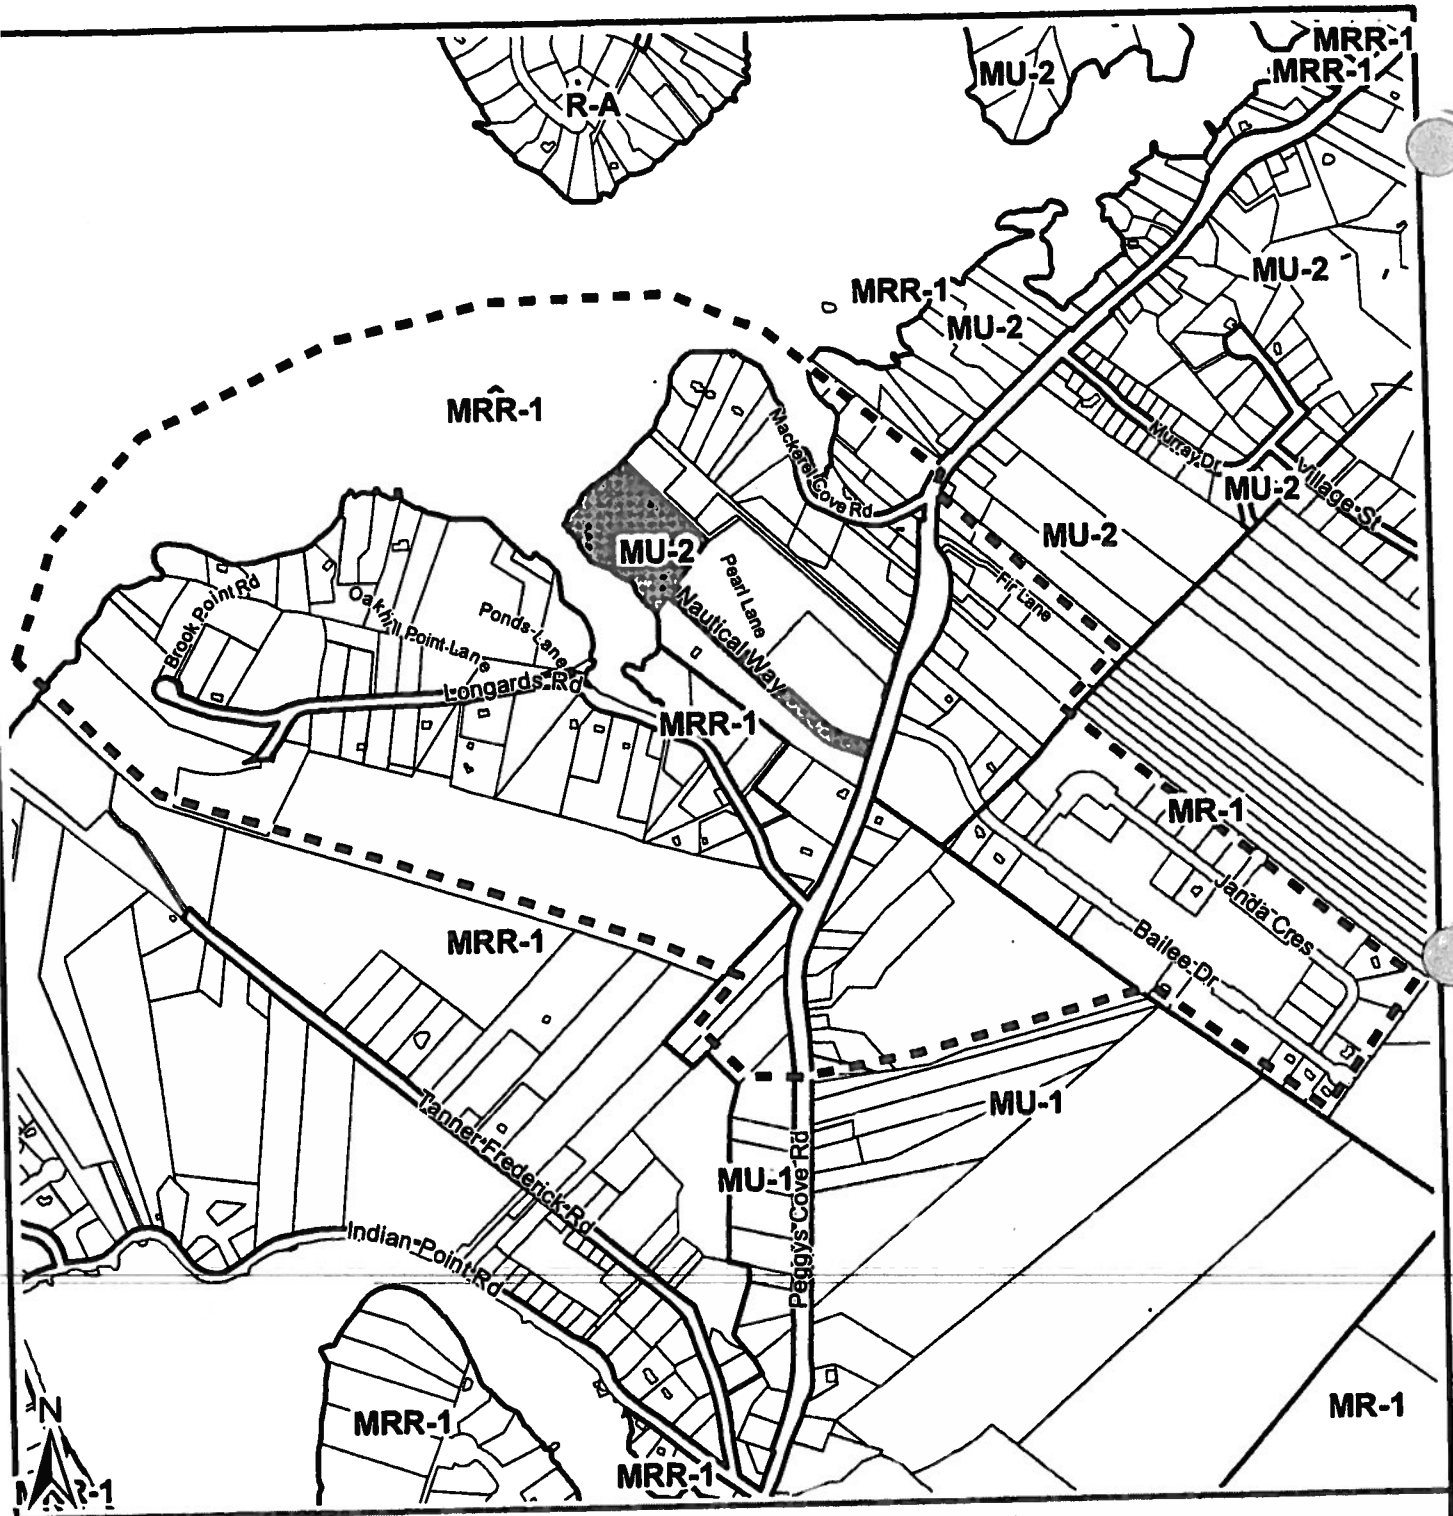 MRR-1
MRR-1
MU-2
R-A
MU-2
MRR-1
MU-2
MRR-1
Mackerel Cove Rd
Murray Dr
Village St
MU-2
MU-2
MU-2
Pearl Lane
Fir Lane
Nautical Way
Brook Point Rd
Oakhill Point Lane
Ponds Lane
Longards Rd
MRR-1
MR-1
Janda Cres
Bailee Dr
MRR-1
MU-1
Tanner Frederick Rd
MU-1
Peggys Cove Rd
Indian Point Rd
MR-1
N
MRR-1
MRR-1